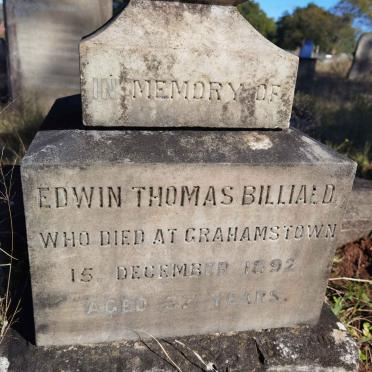 IN MEMORY OF
EDWIN THOMAS BILLIALD
WHO DIED AT GRAHAMSTOWN
15 DECEMBER 1892
AGED YEARS.